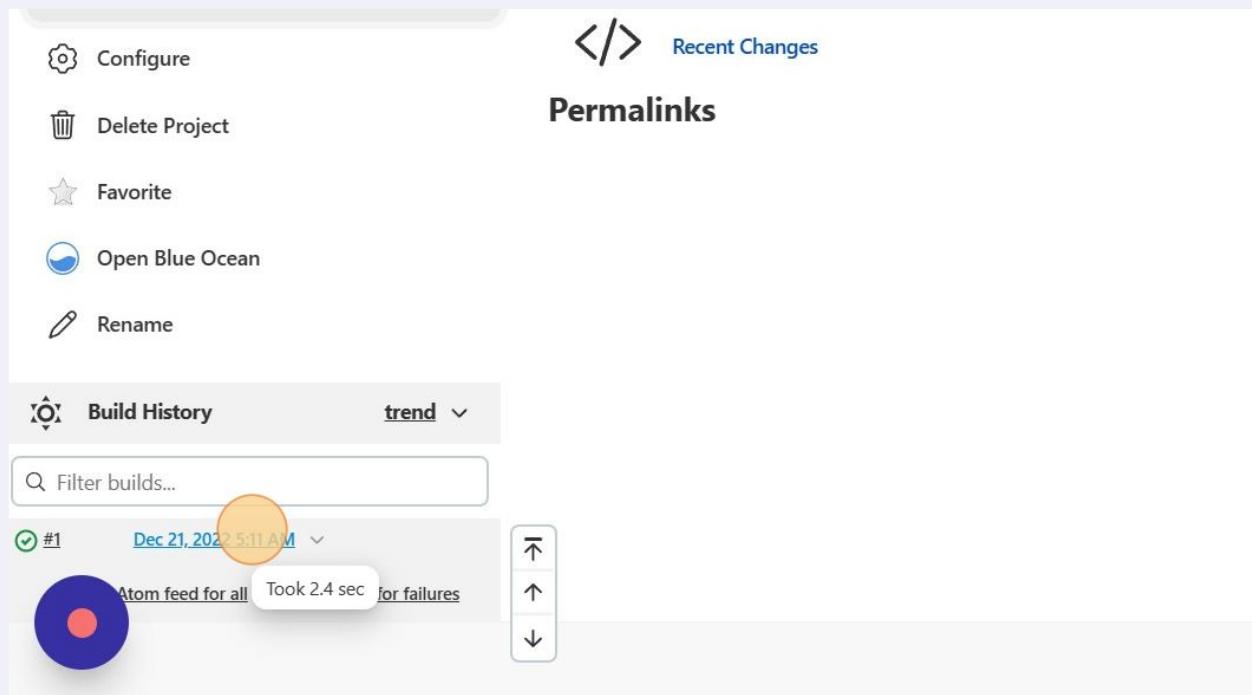 Configure
Delete Project
Favorite
Open Blue Ocean
Rename
Build History trend
Filter builds...
#1 Dec 21, 2022 5:11 AM
Took 2.4 sec
Atom feed for all for failures
Recent Changes
Permalinks